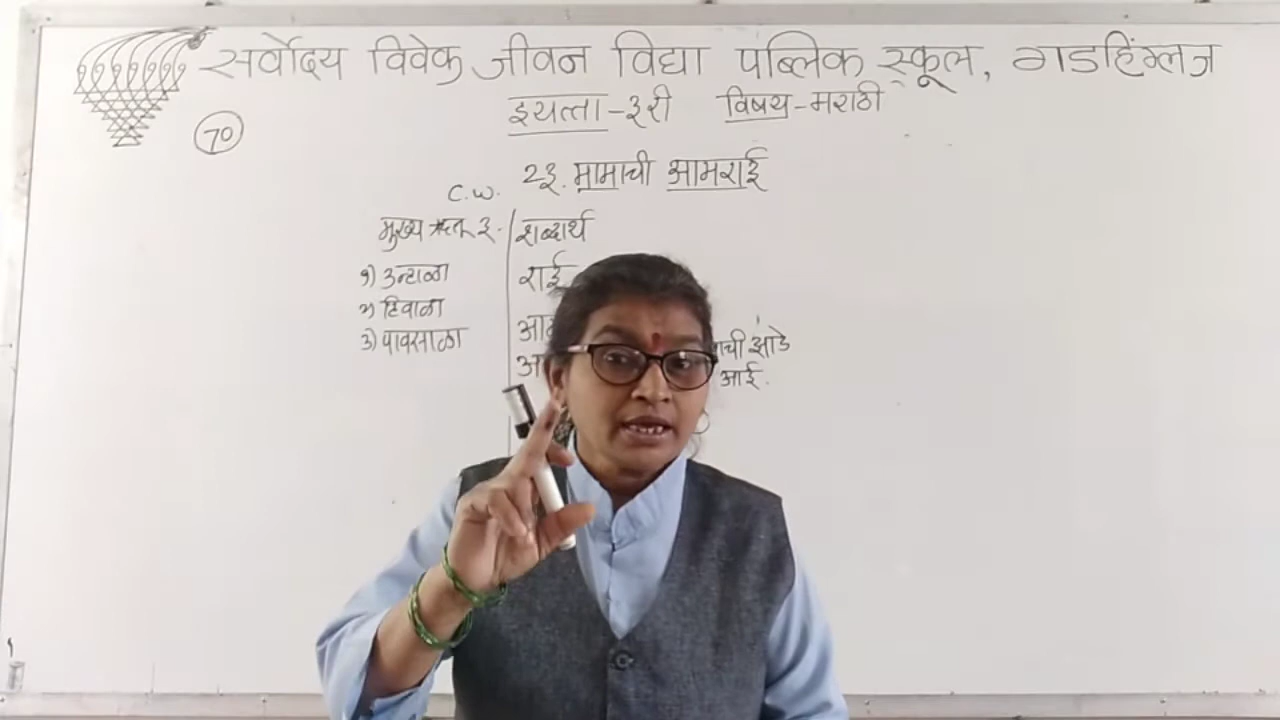 सर्वोदय विवेक जीवन विद्या पब्लिक स्कूल, गडहिंग्लज
इयत्ता - ३री विषय - मराठी
70
२३. मामाची आमराई
C.W.
मुख्य ऋतू ३. शब्दार्थ
१) उन्हाळा राई
२) हिवाळा
३) पावसाळा
झाडे
आई.